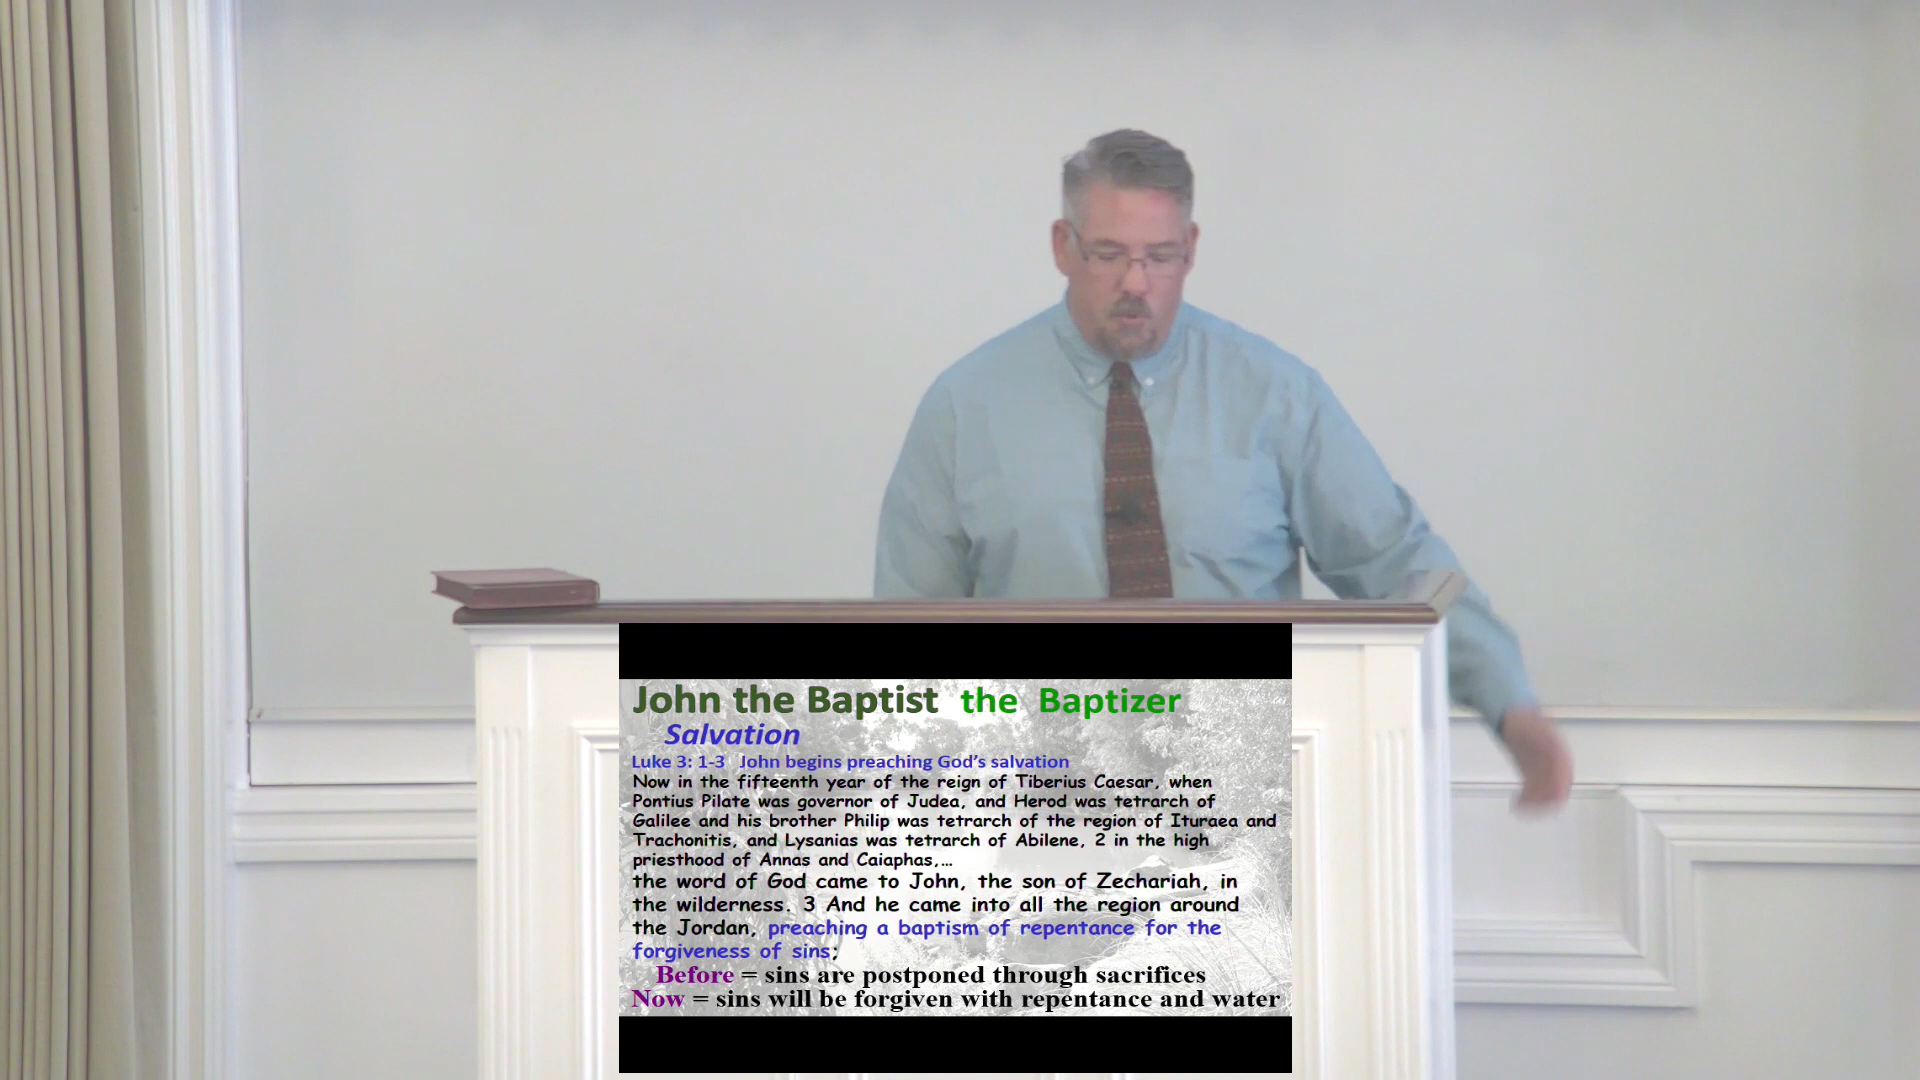 John the Baptist the Baptizer
Salvation
Luke 3: 1-3 John begins preaching God's salvation
Now in the fifteenth year of the reign of Tiberius Caesar, when
Pontius Pilate was governor of Judea, and Herod was tetrarch of
Galilee and his brother Philip was tetrarch of the region of Ituraea and
Trachonitis, and Lysanias was tetrarch of Abilene, 2 in the high
priesthood of Annas and Caiaphas,...
the word of God came to John, the son of Zechariah, in
the wilderness. 3 And he came into all the region around
the Jordan, preaching a baptism of repentance for the
forgiveness of sins;
Before = sins are postponed through sacrifices
Now = sins will be forgiven with repentance and water